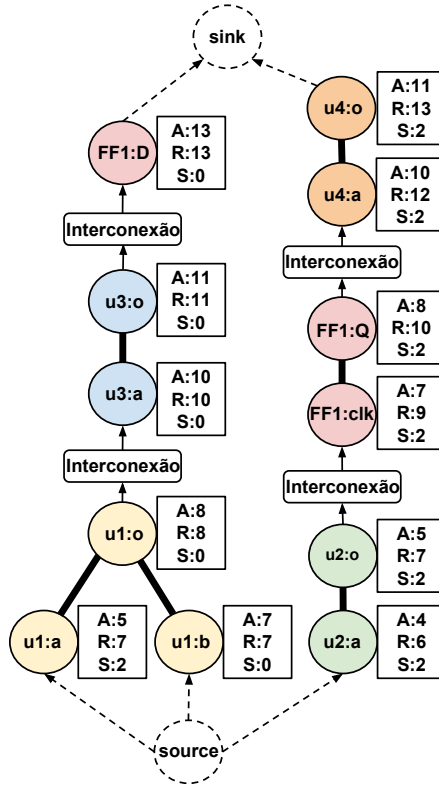 sink
FF1:D
A:13
R:13
S:0
u4:o
A:11
R:13
S:2
u4:a
A:10
R:12
S:2
Interconexão
Interconexão
u3:o
A:11
R:11
S:0
FF1:Q
A:8
R:10
S:2
u3:a
A:10
R:10
S:0
FF1:clk
A:7
R:9
S:2
Interconexão
Interconexão
u1:o
A:8
R:8
S:0
u2:o
A:5
R:7
S:2
u1:a
A:5
R:7
S:2
u1:b
A:7
R:7
S:0
u2:a
A:4
R:6
S:2
source